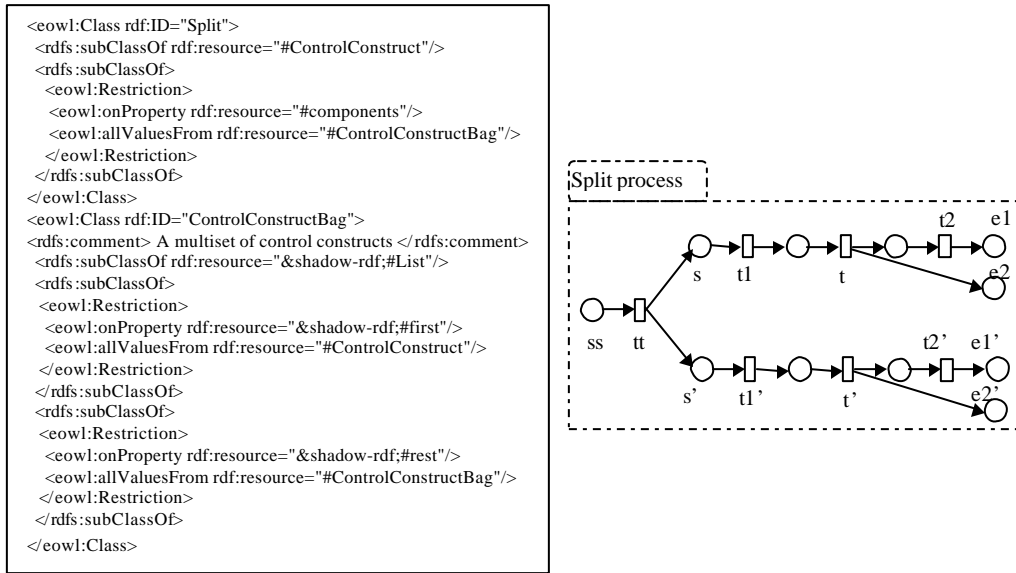 <eowl:Class rdf:ID="Split">
<rdfs:subClassOf rdf:resource="#ControlConstruct"/>
<rdfs:subClassOf>
<eowl:Restriction>
<eowl:onProperty rdf:resource="#components"/>
<eowl:allValuesFrom rdf:resource="#ControlConstructBag"/>
</eowl:Restriction>
</rdfs:subClassOf>
</eowl:Class>
<eowl:Class rdf:ID="ControlConstructBag">
<rdfs:comment> A multiset of control constructs </rdfs:comment>
<rdfs:subClassOf rdf:resource="&shadow-rdf;#List"/>
<rdfs:subClassOf>
<eowl:Restriction>
<eowl:onProperty rdf:resource="&shadow-rdf;#first"/>
<eowl:allValuesFrom rdf:resource="#ControlConstruct"/>
</eowl:Restriction>
</rdfs:subClassOf>
<rdfs:subClassOf>
<eowl:Restriction>
<eowl:onProperty rdf:resource="&shadow-rdf;#rest"/>
<eowl:allValuesFrom rdf:resource="#ControlConstructBag"/>
</eowl:Restriction>
</rdfs:subClassOf>
</eowl:Class>
Split process
t2 e1
s t1 t e2
ss tt
t2’ e1’
s’ t1’ t’ e2’